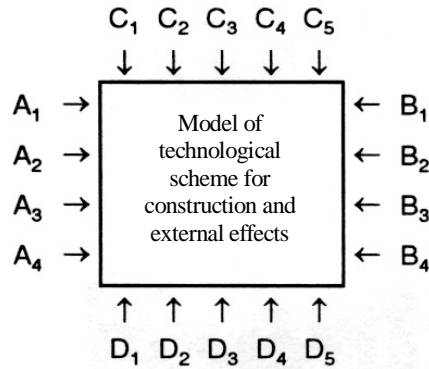 C1 C2 C3 C4 C5
A1
A2
A3
A4
Model of
technological
scheme for
construction and
external effects
B1
B2
B3
B4
D1 D2 D3 D4 D5